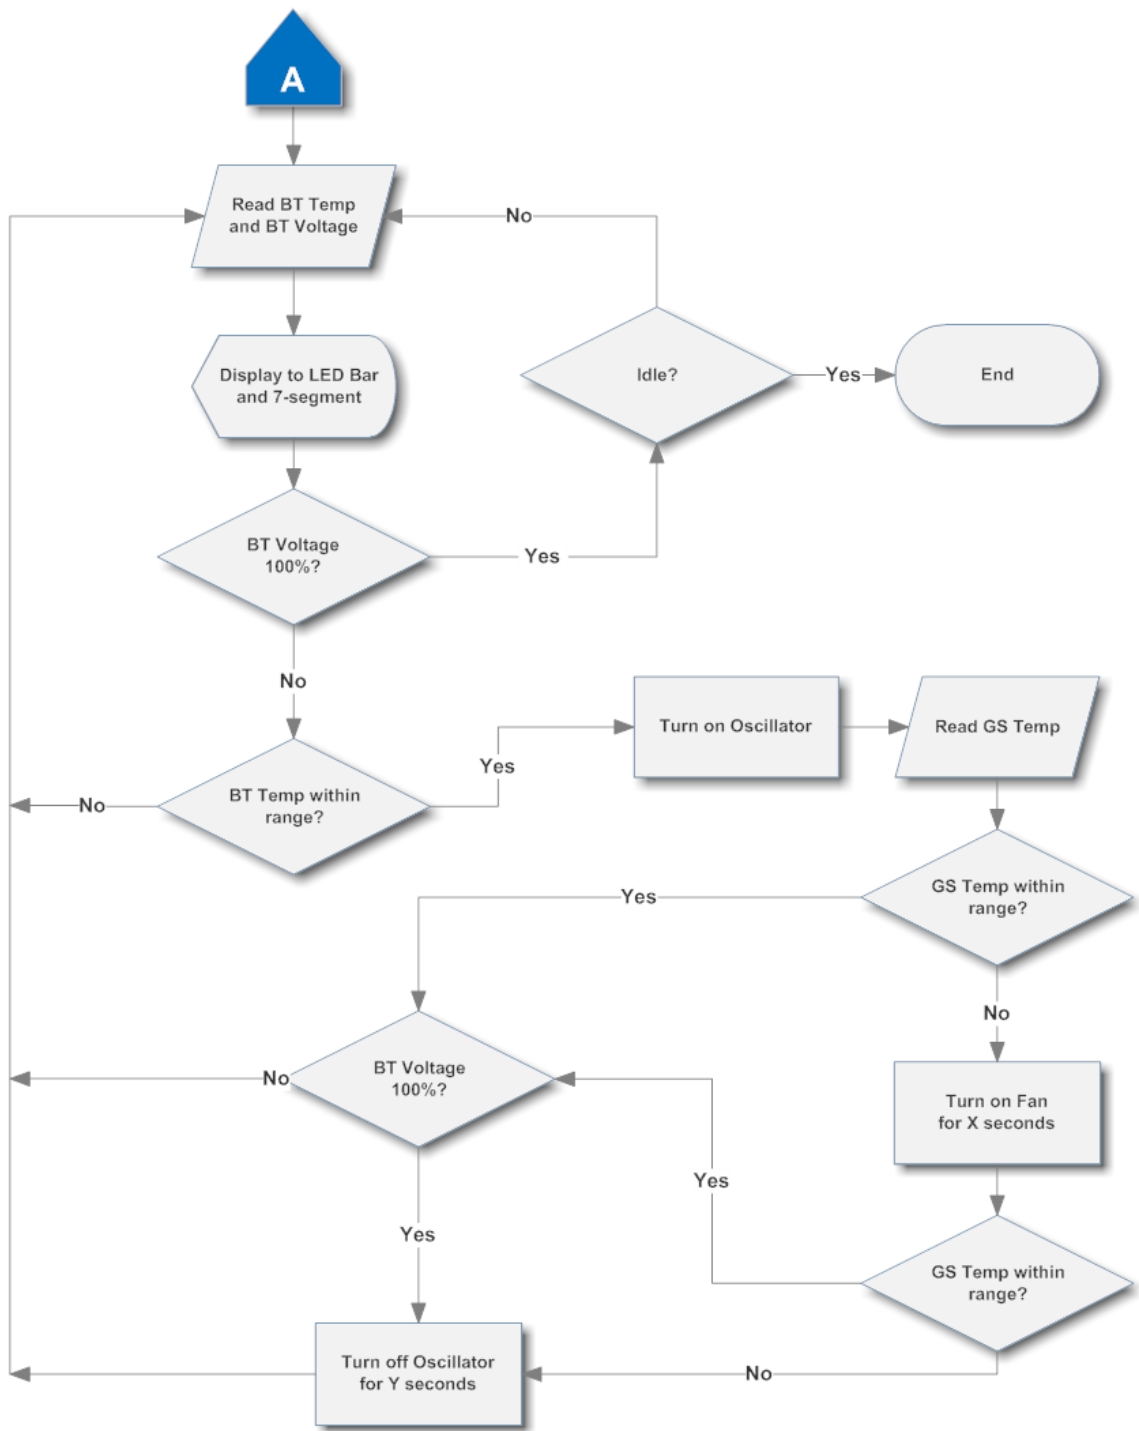 A
Read BT Temp
and BT Voltage
No
Display to LED Bar
and 7-segment
Idle?
Yes
End
BT Voltage
100%?
Yes
No
Turn on Oscillator
Read GS Temp
Yes
BT Temp within
range?
No
GS Temp within
range?
Yes
No
BT Voltage
100%?
No
Turn on Fan
for X seconds
Yes
Yes
GS Temp within
range?
Turn off Oscillator
for Y seconds
No